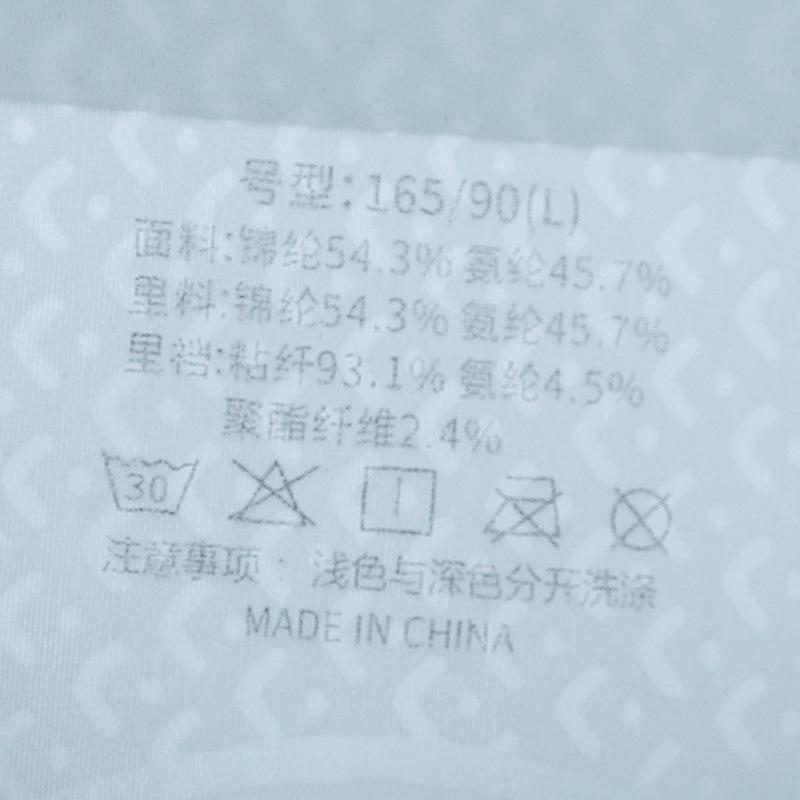 号型:165/90(L)
面料:锦纶54.3% 氨纶45.7%
里料:锦纶54.3% 氨纶45.7%
里裆:粘纤93.1% 氨纶4.5%
聚酯纤维2.4%
30
注意事项：浅色与深色分开洗涤
MADE IN CHINA